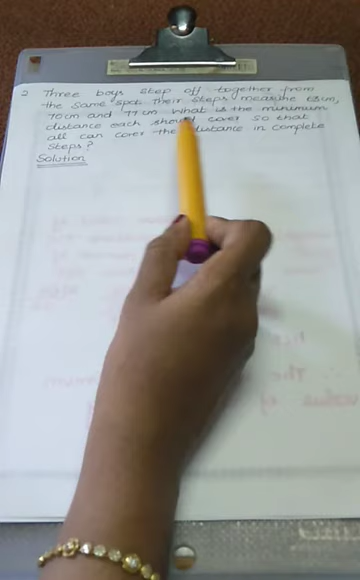 2 Three boys step off together from
the same spot. Their steps measure 63cm,
70cm and 77cm. What is the minimum
distance each should cover so that
all can cover the distance in complete
steps?
Solution